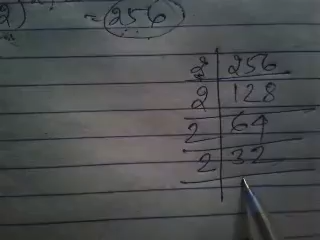 = 256
2 | 256
2 | 128
2 | 64
2 | 32